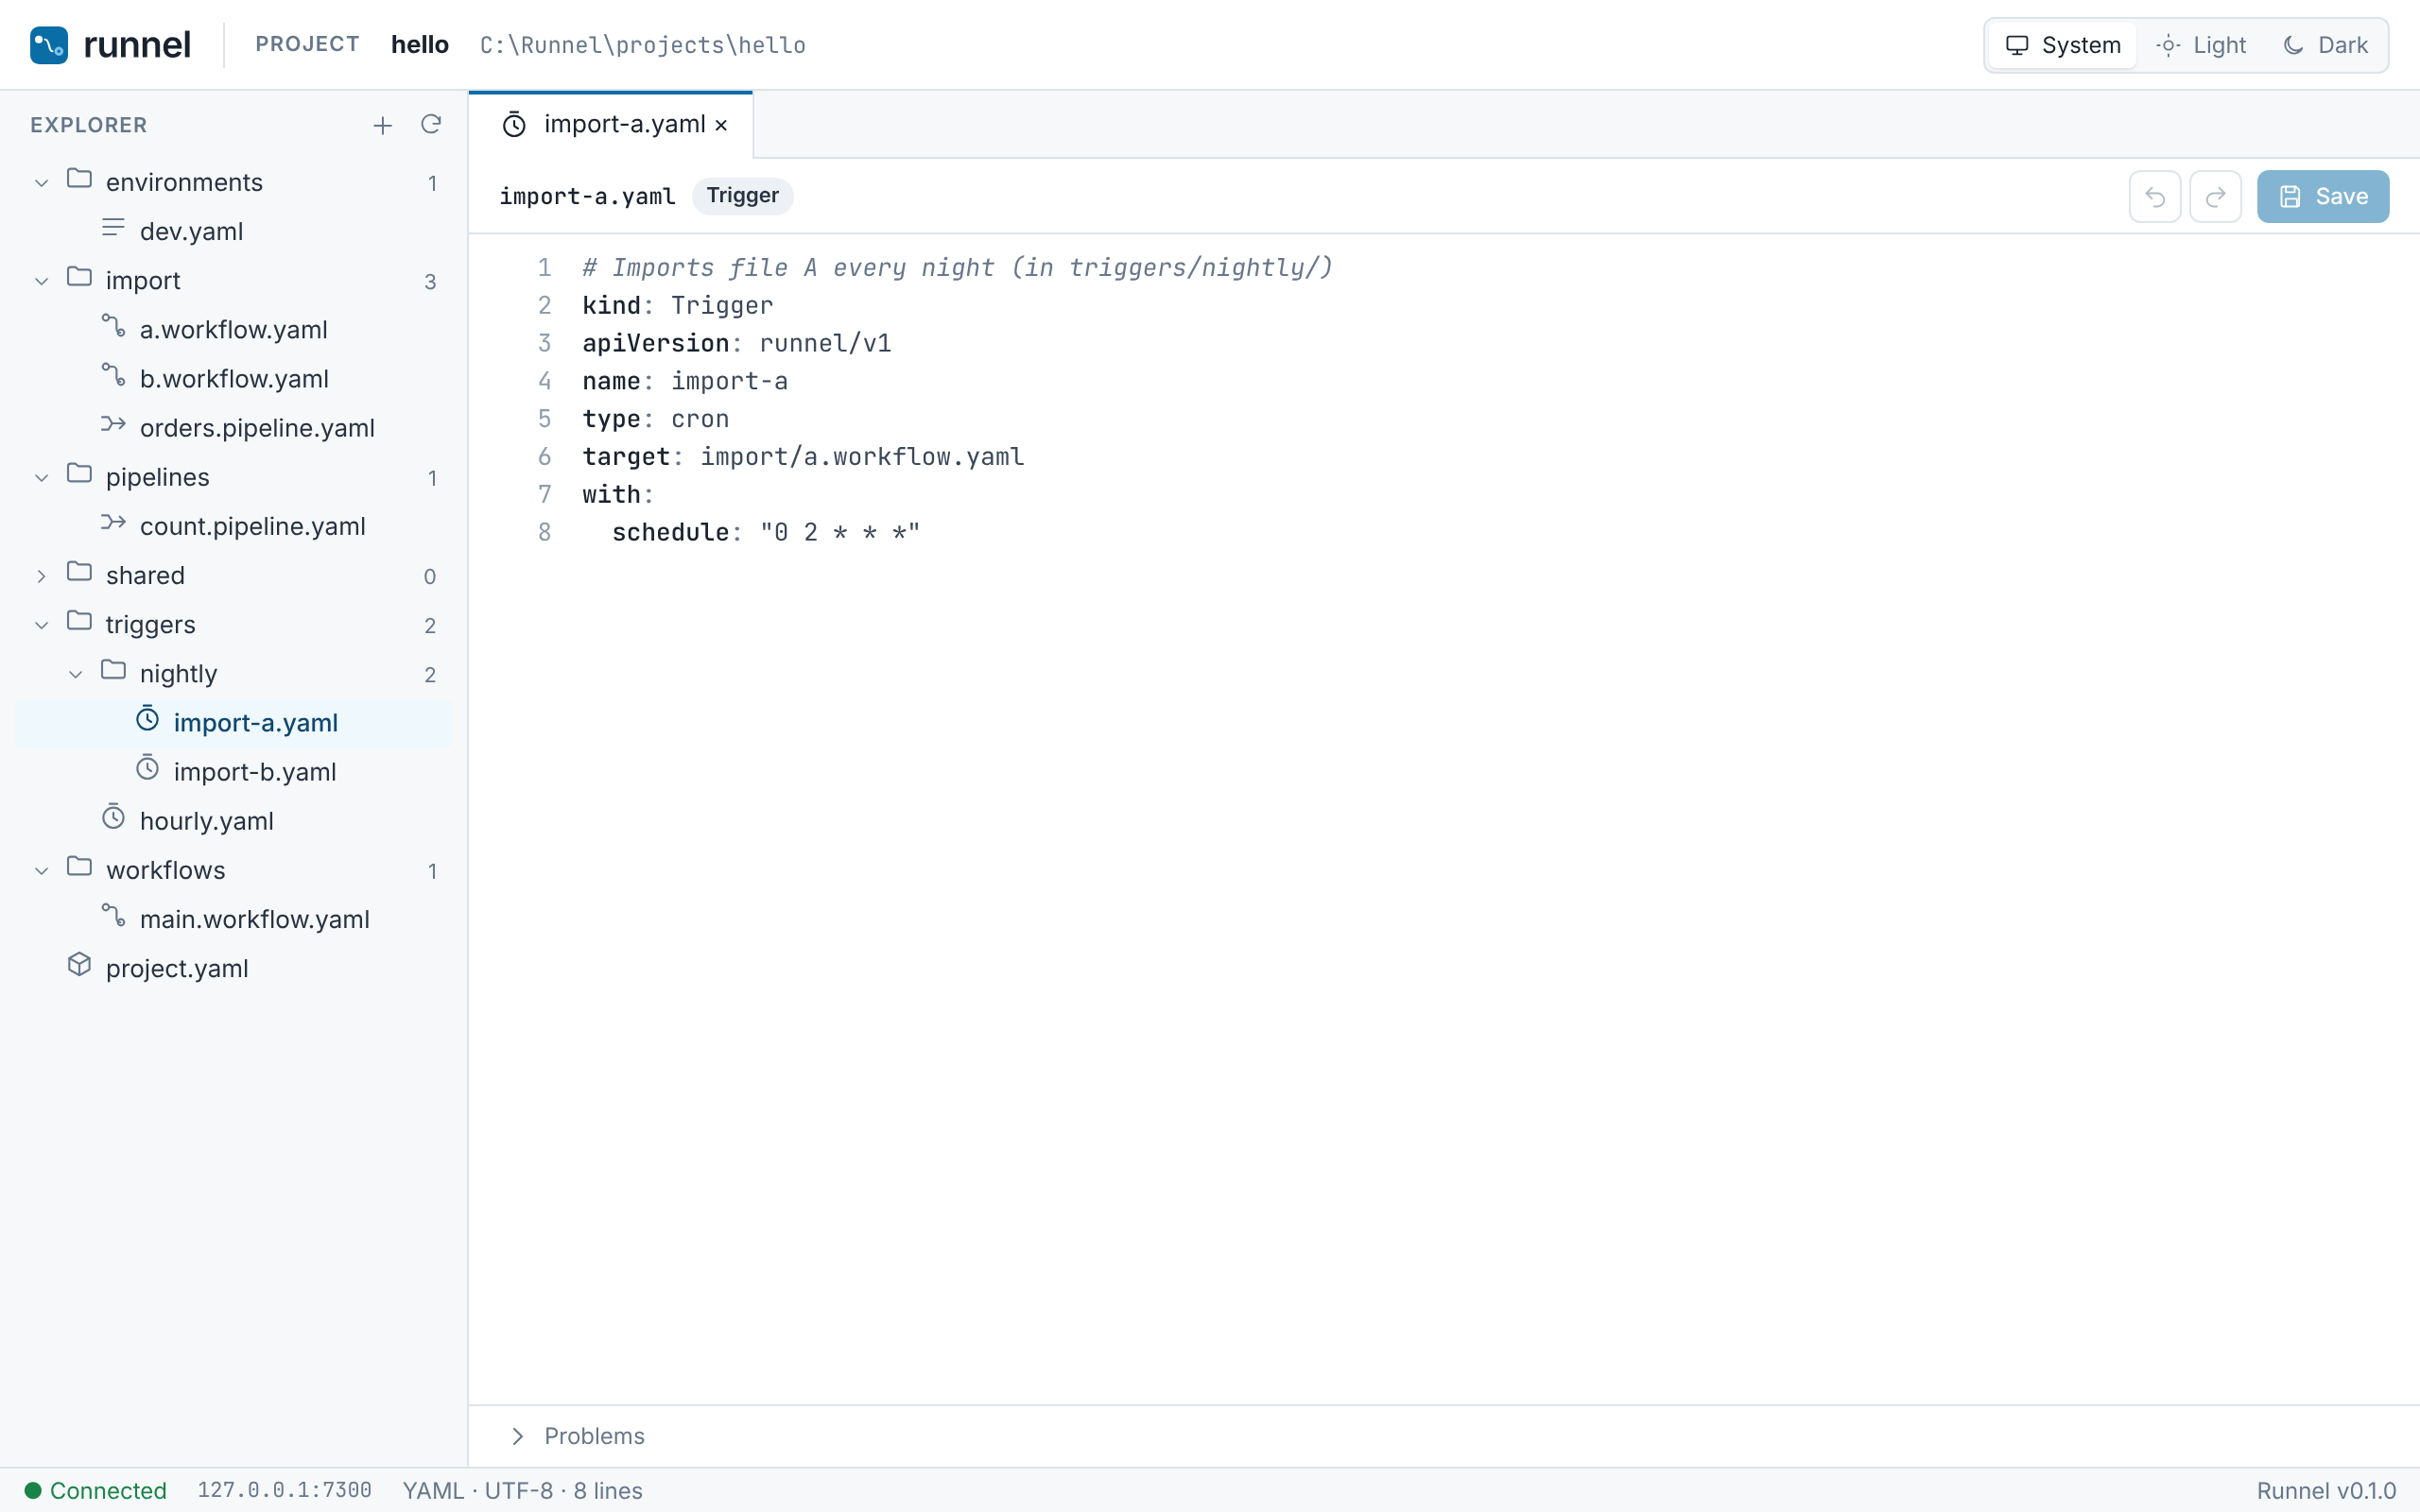 runnel PROJECT hello C:\Runnel\projects\hello System Light Dark
EXPLORER
environments 1
dev.yaml
import 3
a.workflow.yaml
b.workflow.yaml
orders.pipeline.yaml
pipelines 1
count.pipeline.yaml
shared 0
triggers 2
nightly 2
import-a.yaml
import-b.yaml
hourly.yaml
workflows 1
main.workflow.yaml
project.yaml
import-a.yaml ×
import-a.yaml Trigger Save
1 # Imports file A every night (in triggers/nightly/)
2 kind: Trigger
3 apiVersion: runnel/v1
4 name: import-a
5 type: cron
6 target: import/a.workflow.yaml
7 with:
8   schedule: "0 2 * * *"
Problems
Connected 127.0.0.1:7300 YAML · UTF-8 · 8 lines Runnel v0.1.0